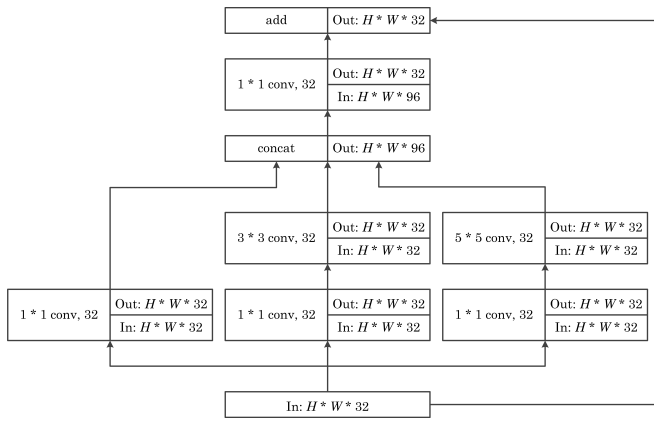 add
Out: H * W * 32
1 * 1 conv, 32
Out: H * W * 32
In: H * W * 96
concat
Out: H * W * 96
3 * 3 conv, 32
Out: H * W * 32
In: H * W * 32
5 * 5 conv, 32
Out: H * W * 32
In: H * W * 32
1 * 1 conv, 32
Out: H * W * 32
In: H * W * 32
1 * 1 conv, 32
Out: H * W * 32
In: H * W * 32
1 * 1 conv, 32
Out: H * W * 32
In: H * W * 32
In: H * W * 32